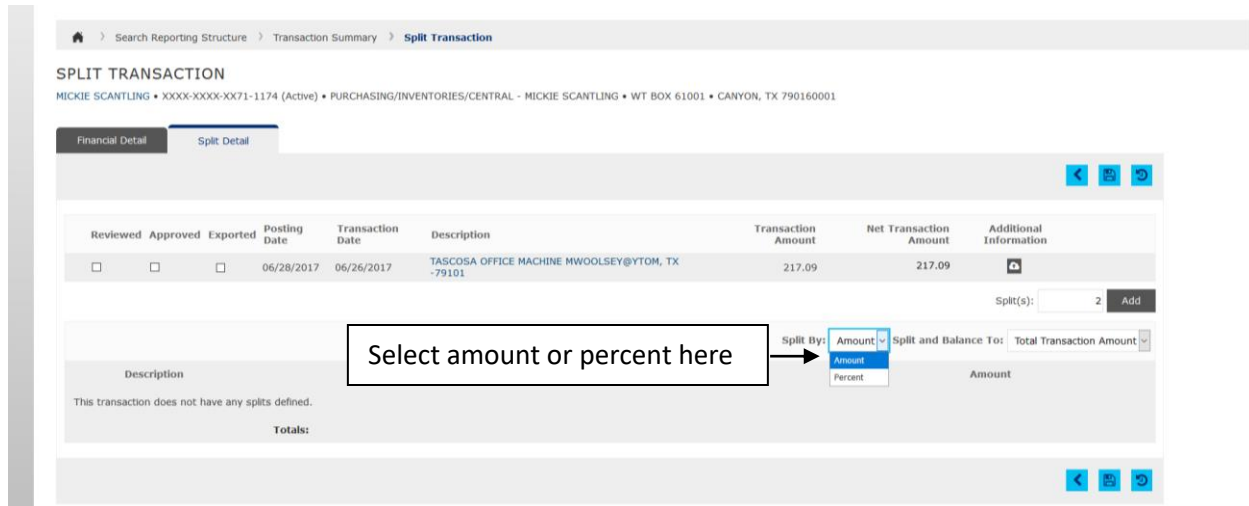 Search Reporting Structure > Transaction Summary > Split Transaction
SPLIT TRANSACTION
MICKIE SCANTLING • XXXX-XXXX-XX71-1174 (Active) • PURCHASING/INVENTORIES/CENTRAL - MICKIE SCANTLING • WT BOX 61001 • CANYON, TX 790160001
Financial Detail Split Detail
Reviewed Approved Exported Posting Date Transaction Date Description Transaction Amount Net Transaction Amount Additional Information
06/28/2017 06/26/2017 TASCOSA OFFICE MACHINE MWOOLSEY@YTOM, TX 217.09 217.09
-79101
Split(s): 2 Add
Select amount or percent here
Split By: Amount Split and Balance To: Total Transaction Amount
Amount
Percent
Description Amount
This transaction does not have any splits defined.
Totals: